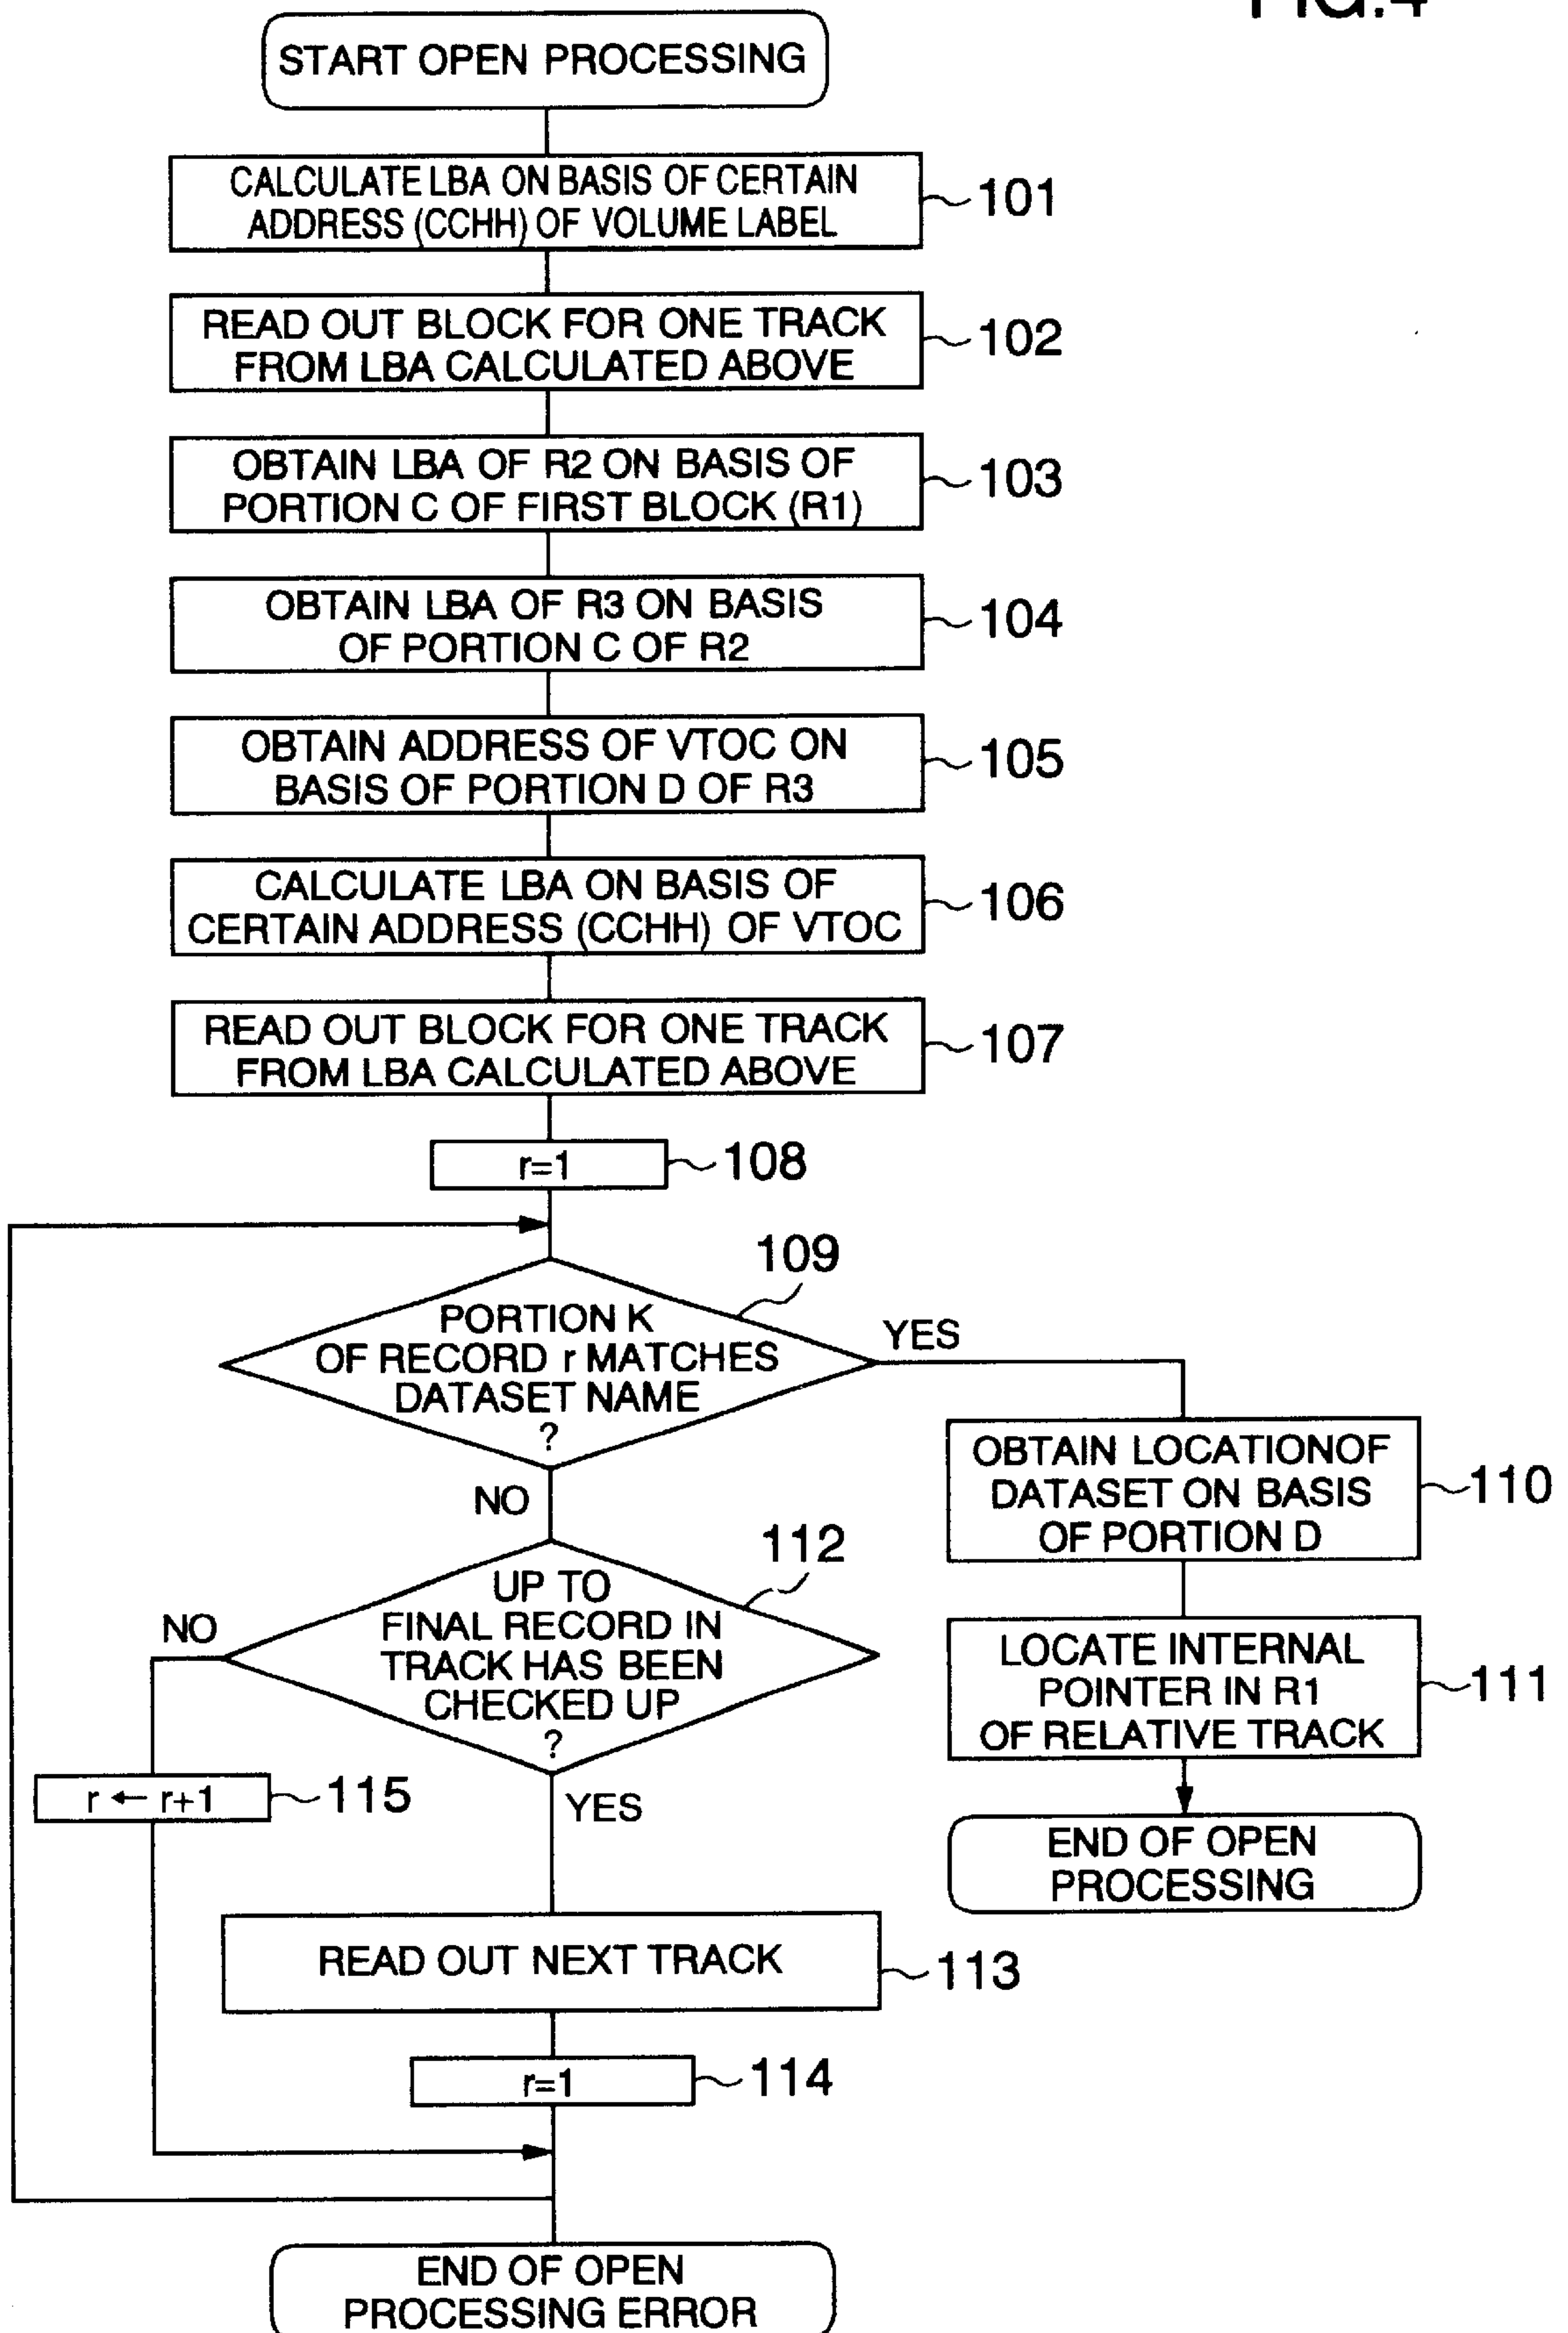 FIG.4
START OPEN PROCESSING
CALCULATE LBA ON BASIS OF CERTAIN
ADDRESS (CCHH) OF VOLUME LABEL
101
READ OUT BLOCK FOR ONE TRACK
FROM LBA CALCULATED ABOVE
102
OBTAIN LBA OF R2 ON BASIS OF
PORTION C OF FIRST BLOCK (R1)
103
OBTAIN LBA OF R3 ON BASIS
OF PORTION C OF R2
104
OBTAIN ADDRESS OF VTOC ON
BASIS OF PORTION D OF R3
105
CALCULATE LBA ON BASIS OF
CERTAIN ADDRESS (CCHH) OF VTOC
106
READ OUT BLOCK FOR ONE TRACK
FROM LBA CALCULATED ABOVE
107
r=1
108
109
PORTION K
OF RECORD r MATCHES
DATASET NAME
?
YES
NO
OBTAIN LOCATIONOF
DATASET ON BASIS
OF PORTION D
110
LOCATE INTERNAL
POINTER IN R1
OF RELATIVE TRACK
111
END OF OPEN
PROCESSING
112
UP TO
FINAL RECORD IN
TRACK HAS BEEN
CHECKED UP
?
NO
r ← r+1
115
YES
READ OUT NEXT TRACK
113
r=1
114
END OF OPEN
PROCESSING ERROR